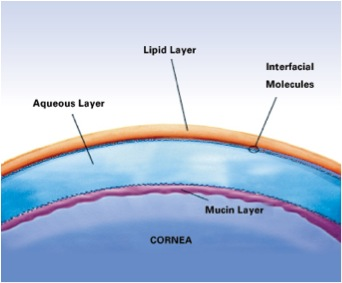 Lipid Layer
Interfacial
Molecules
Aqueous Layer
Mucin Layer
CORNEA